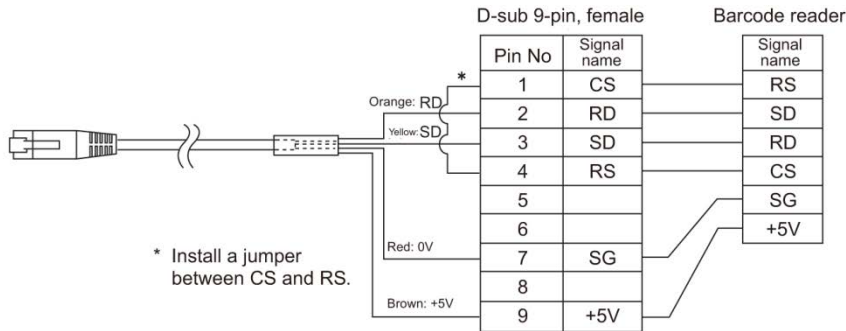 D-sub 9-pin, female
Barcode reader
Pin No
Signal
name
Signal
name
*
1 CS RS
Orange: RD
2 RD SD
Yellow: SD
3 SD RD
4 RS CS
5 SG
6 +5V
Red: 0V
7 SG
8
Brown: +5V
9 +5V
* Install a jumper
between CS and RS.